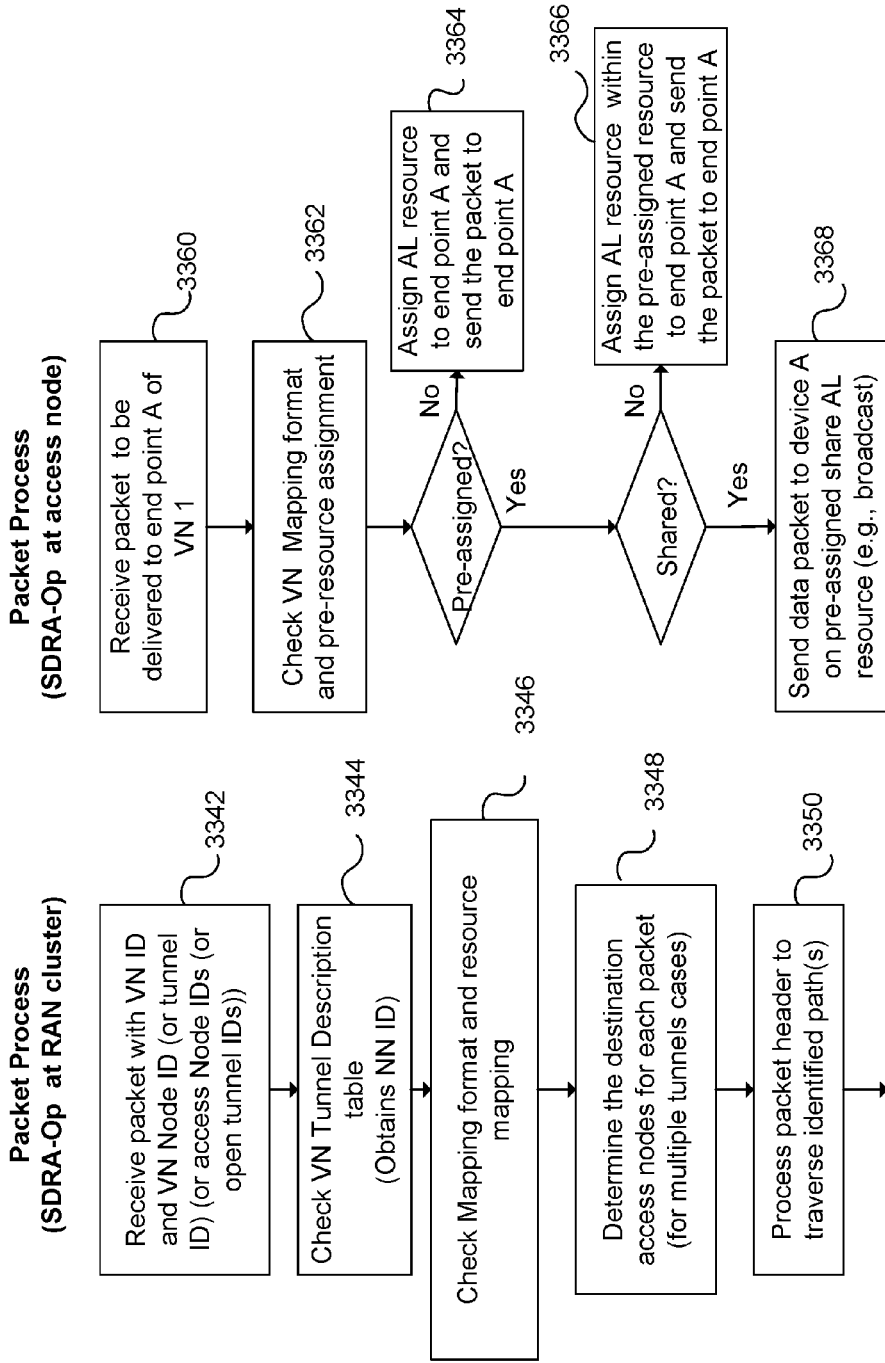 Packet Process
(SDRA-Op at RAN cluster)
Receive packet with VN ID
and VN Node ID (or tunnel
ID) (or access Node IDs (or
open tunnel IDs))
3342
Check VN Tunnel Description
table
(Obtains NN ID)
3344
Check Mapping format and resource
mapping
3346
Determine the destination
access nodes for each packet
(for multiple tunnels cases)
3348
Process packet header to
traverse identified path(s)
3350
Packet Process
(SDRA-Op at access node)
Receive packet to be
delivered to end point A of
VN 1
3360
Check VN Mapping format
and pre-resource assignment
3362
Pre-assigned?
No
Assign AL resource
to end point A and
send the packet to
end point A
3364
Yes
Shared?
No
Assign AL resource within
the pre-assigned resource
to end point A and send
the packet to end point A
3366
Yes
Send data packet to device A
on pre-assigned share AL
resource (e.g., broadcast)
3368